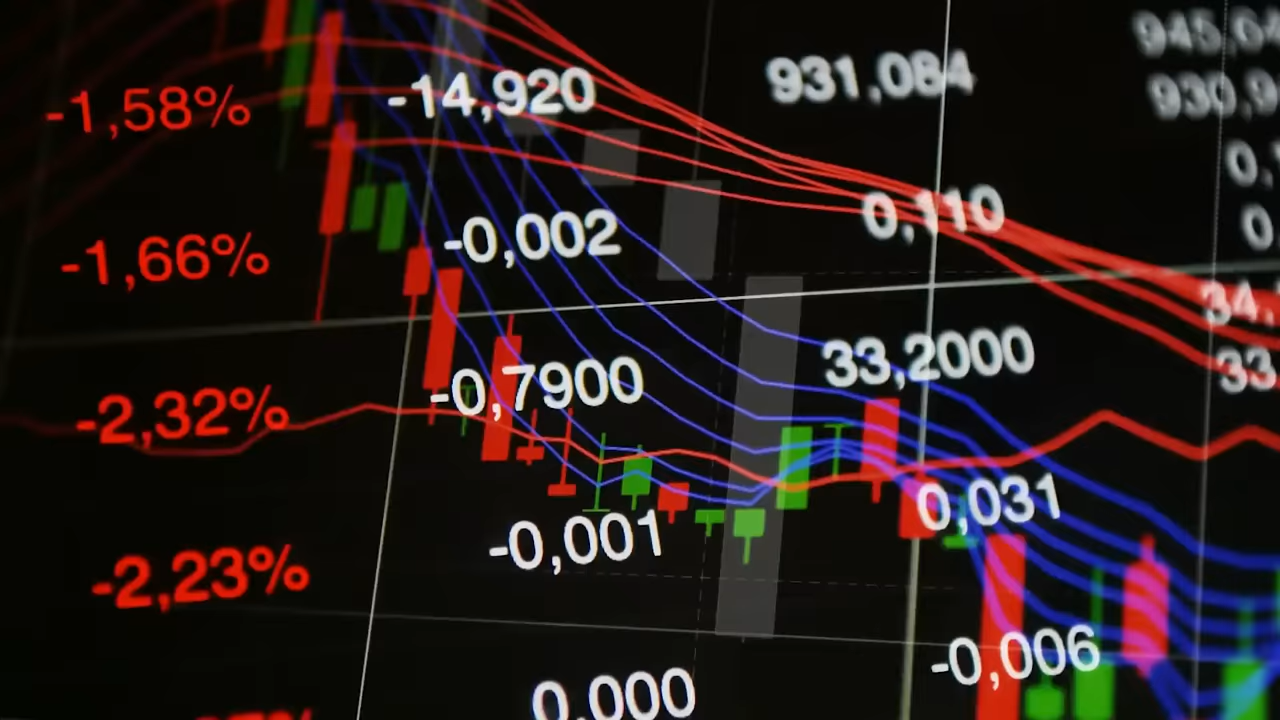 -1,58% -14,920 931,084
-1,66% -0,002 0,110
-2,32% -0,7900 33,2000
-2,23% -0,001 0,031
0,000 -0,006